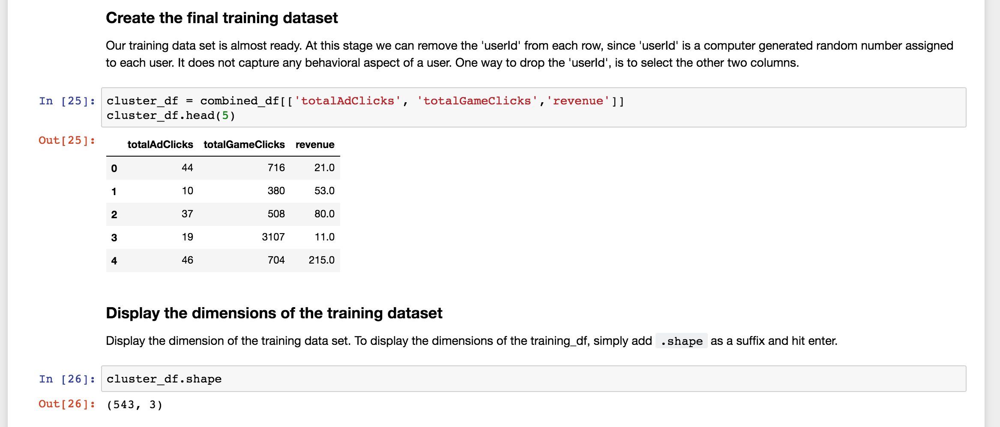 Create the final training dataset
Our training data set is almost ready. At this stage we can remove the 'userId' from each row, since 'userId' is a computer generated random number assigned
to each user. It does not capture any behavioral aspect of a user. One way to drop the 'userId', is to select the other two columns.
In [25]: cluster_df = combined_df[['totalAdClicks', 'totalGameClicks','revenue']]
cluster_df.head(5)
Out[25]:
totalAdClicks totalGameClicks revenue
0 44 716 21.0
1 10 380 53.0
2 37 508 80.0
3 19 3107 11.0
4 46 704 215.0
Display the dimensions of the training dataset
Display the dimension of the training data set. To display the dimensions of the training_df, simply add .shape as a suffix and hit enter.
In [26]: cluster_df.shape
Out[26]: (543, 3)